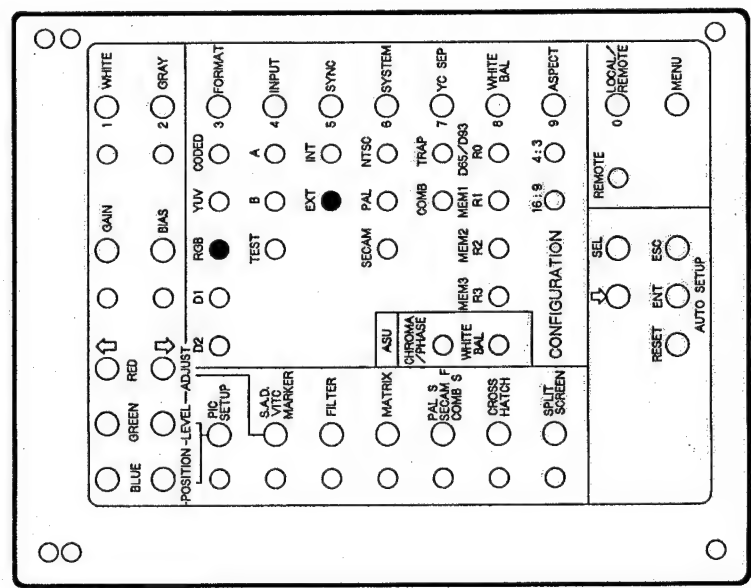 BLUE
GREEN
RED
GAIN
1 WHITE
BIAS
2 GRAY
POSITION - LEVEL - ADJUST
PIC
SETUP
D2
D1
RGB
YUV
CODED
3 FORMAT
S.A.D.
VITC
MARKER
TEST
B
A
4 INPUT
FILTER
EXT
INT
5 SYNC
MATRIX
ASU
SECAM
PAL
NTSC
6 SYSTEM
PAL S
SECAM F
COMB S
CHROMA
/PHASE
COMB
TRAP
7 YC SEP
CROSS
HATCH
WHITE
BAL
MEM3
R3
MEM2
R2
MEM1
R1
D65/D93
R0
8 WHITE
BAL
SPLIT
SCREEN
CONFIGURATION
16:9
4:3
9 ASPECT
SEL
REMOTE
0 LOCAL/
REMOTE
RESET
ENT
ESC
MENU
AUTO SETUP